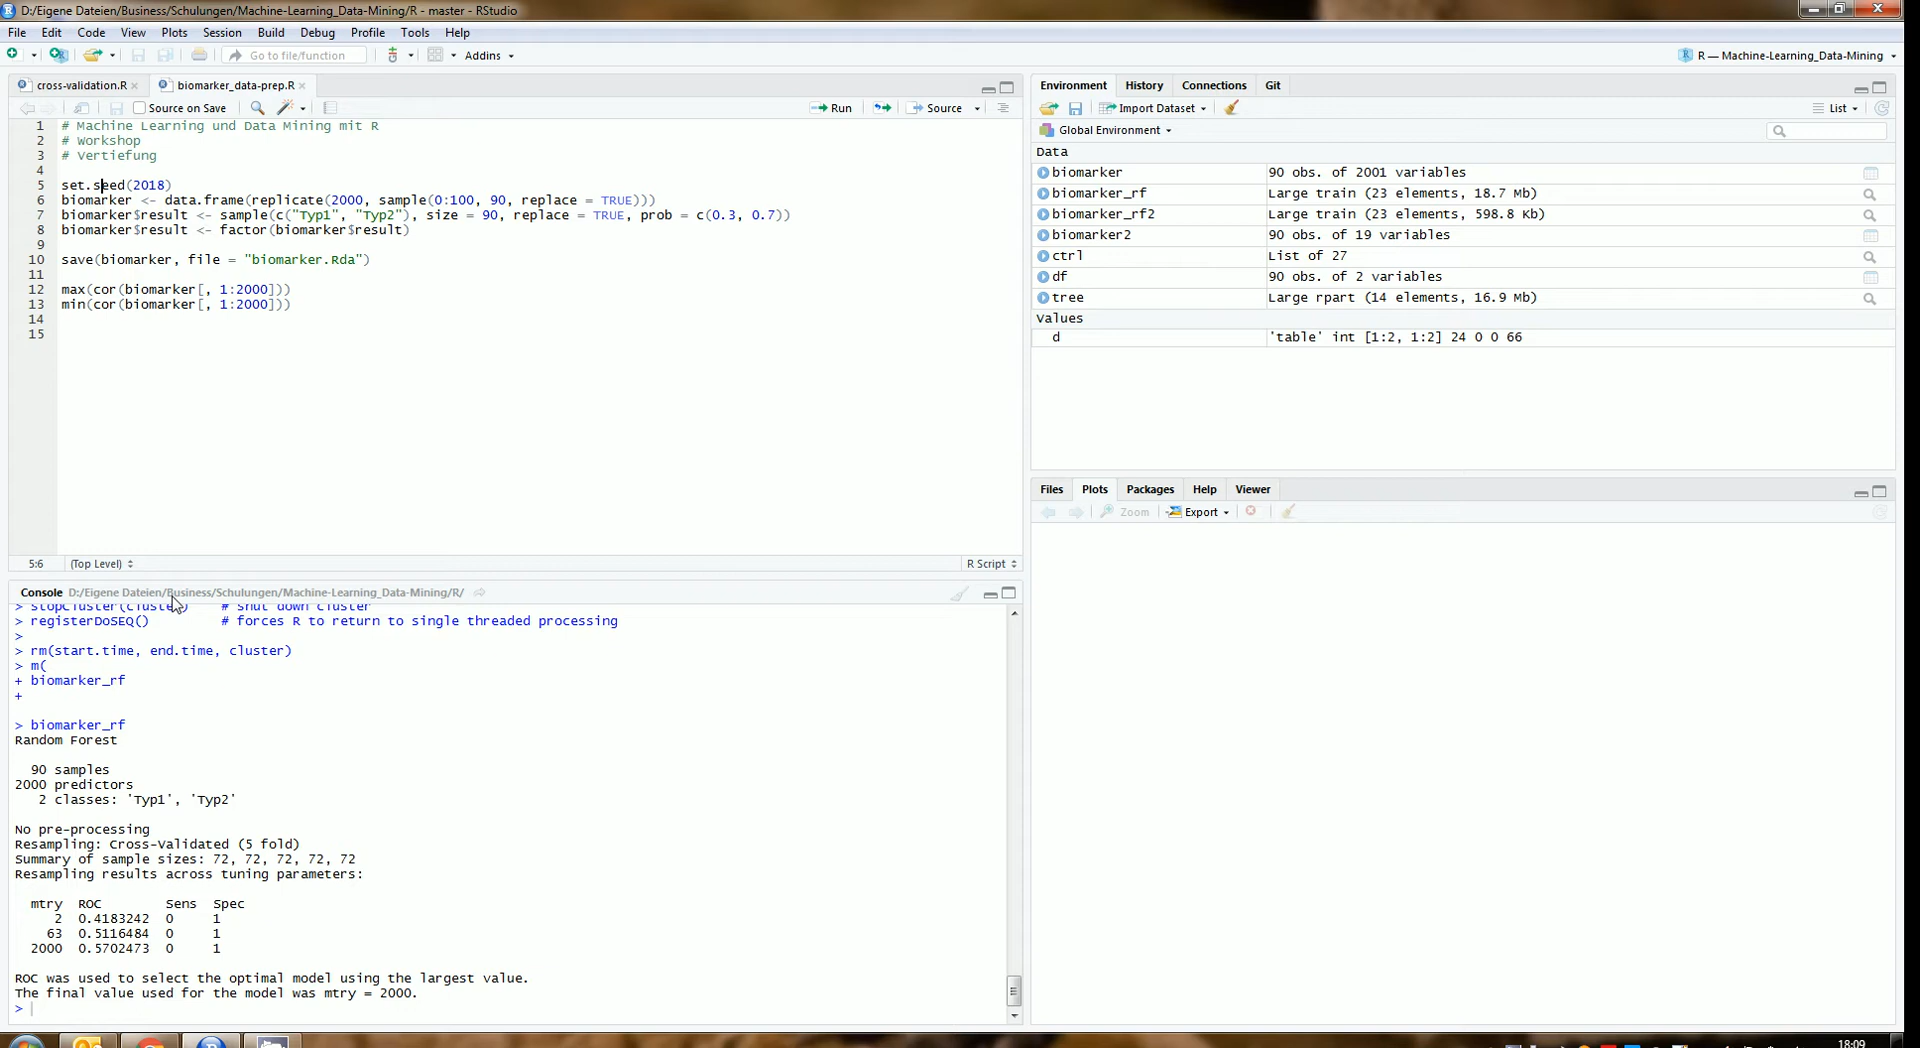 D:/Eigene Dateien/Business/Schulungen/Machine-Learning_Data-Mining/R - master - RStudio
File Edit Code View Plots Session Build Debug Profile Tools Help
Go to file/function Addins
R — Machine-Learning_Data-Mining
cross-validation.R biomarker_data-prep.R
Source on Save Run Source
1 # Machine Learning und Data Mining mit R
2 # Workshop
3 # Vertiefung
4
5 set.seed(2018)
6 biomarker <- data.frame(replicate(2000, sample(0:100, 90, replace = TRUE)))
7 biomarker$result <- sample(c("Typ1", "Typ2"), size = 90, replace = TRUE, prob = c(0.3, 0.7))
8 biomarker$result <- factor(biomarker$result)
9
10 save(biomarker, file = "biomarker.Rda")
11
12 max(cor(biomarker[, 1:2000]))
13 min(cor(biomarker[, 1:2000]))
14
15
5:6 (Top Level) R Script
Console D:/Eigene Dateien/Business/Schulungen/Machine-Learning_Data-Mining/R/
> stopCluster(cluster) # shut down cluster
> registerDoSEQ() # forces R to return to single threaded processing
>
> rm(start.time, end.time, cluster)
> m(
+ biomarker_rf
+
> biomarker_rf
Random Forest
90 samples
2000 predictors
2 classes: 'Typ1', 'Typ2'
No pre-processing
Resampling: Cross-Validated (5 fold)
Summary of sample sizes: 72, 72, 72, 72, 72
Resampling results across tuning parameters:
mtry ROC Sens Spec
2 0.4183242 0 1
63 0.5116484 0 1
2000 0.5702473 0 1
ROC was used to select the optimal model using the largest value.
The final value used for the model was mtry = 2000.
>
Environment History Connections Git
Import Dataset List
Global Environment
Data
biomarker 90 obs. of 2001 variables
biomarker_rf Large train (23 elements, 18.7 Mb)
biomarker_rf2 Large train (23 elements, 598.8 Kb)
biomarker2 90 obs. of 19 variables
ctrl List of 27
df 90 obs. of 2 variables
tree Large rpart (14 elements, 16.9 Mb)
Values
d 'table' int [1:2, 1:2] 24 0 0 66
Files Plots Packages Help Viewer
Zoom Export
18:09